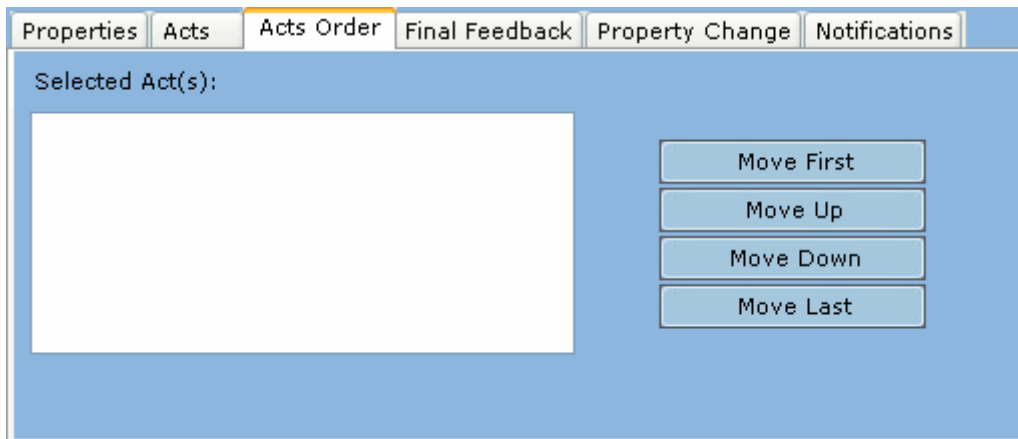 Properties Acts Acts Order Final Feedback Property Change Notifications
Selected Act(s):
Move First
Move Up
Move Down
Move Last